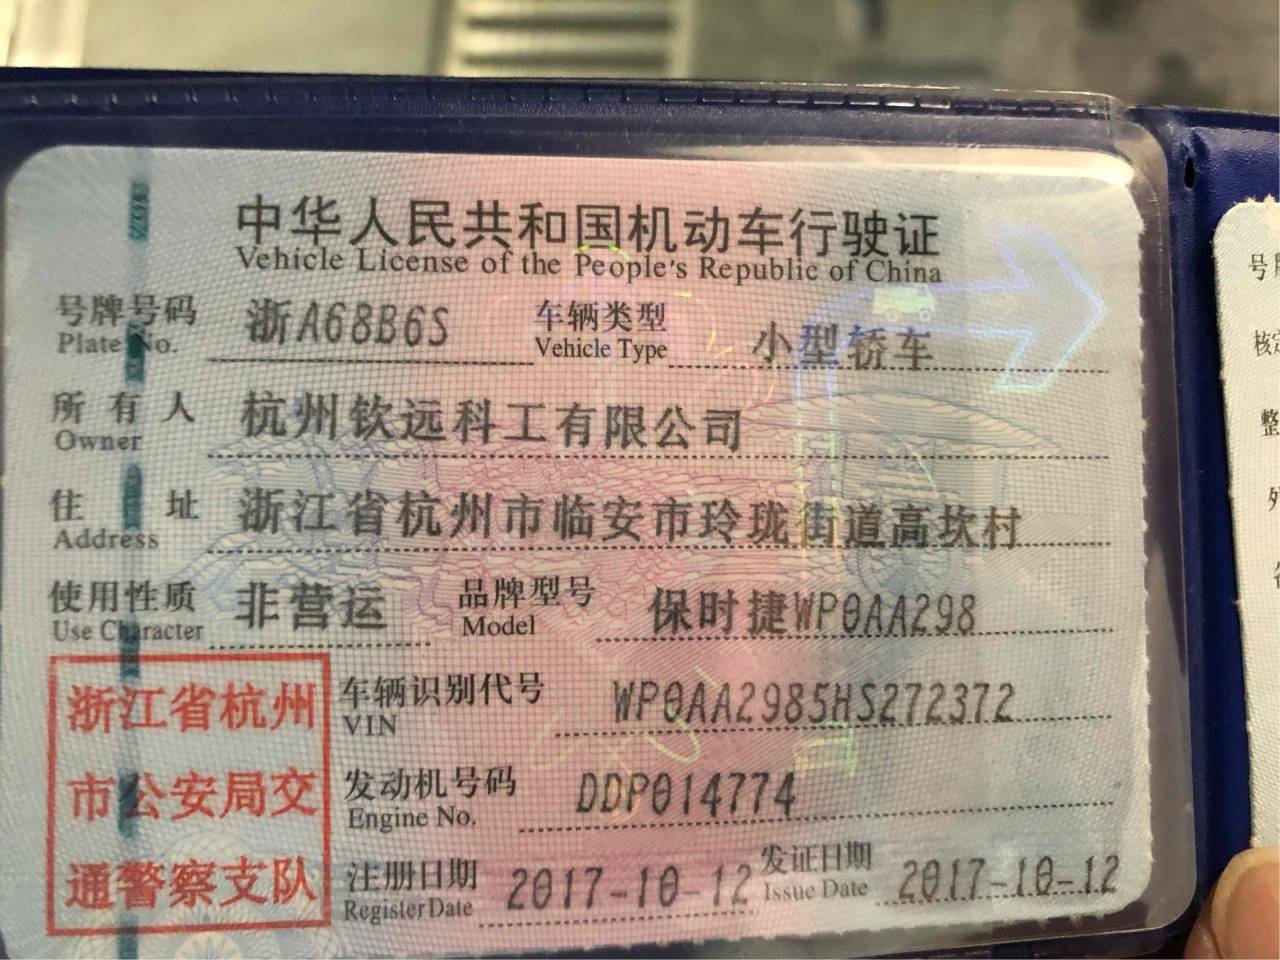 中华人民共和国机动车行驶证
Vehicle License of the People's Republic of China
号牌号码 浙A68B6S 车辆类型 小型轿车
Plate No. Vehicle Type
所有人 杭州钦远科工有限公司
Owner
住址 浙江省杭州市临安市玲珑街道高坎村
Address
使用性质 非营运 品牌型号 保时捷WP0AA298
Use Character Model
浙江省杭州
市公安局交
通警察支队
车辆识别代号 WP0AA2985HS272372
VIN
发动机号码 DDP014774
Engine No.
注册日期 2017-10-12 发证日期 2017-10-12
Register Date Issue Date
号
核
整